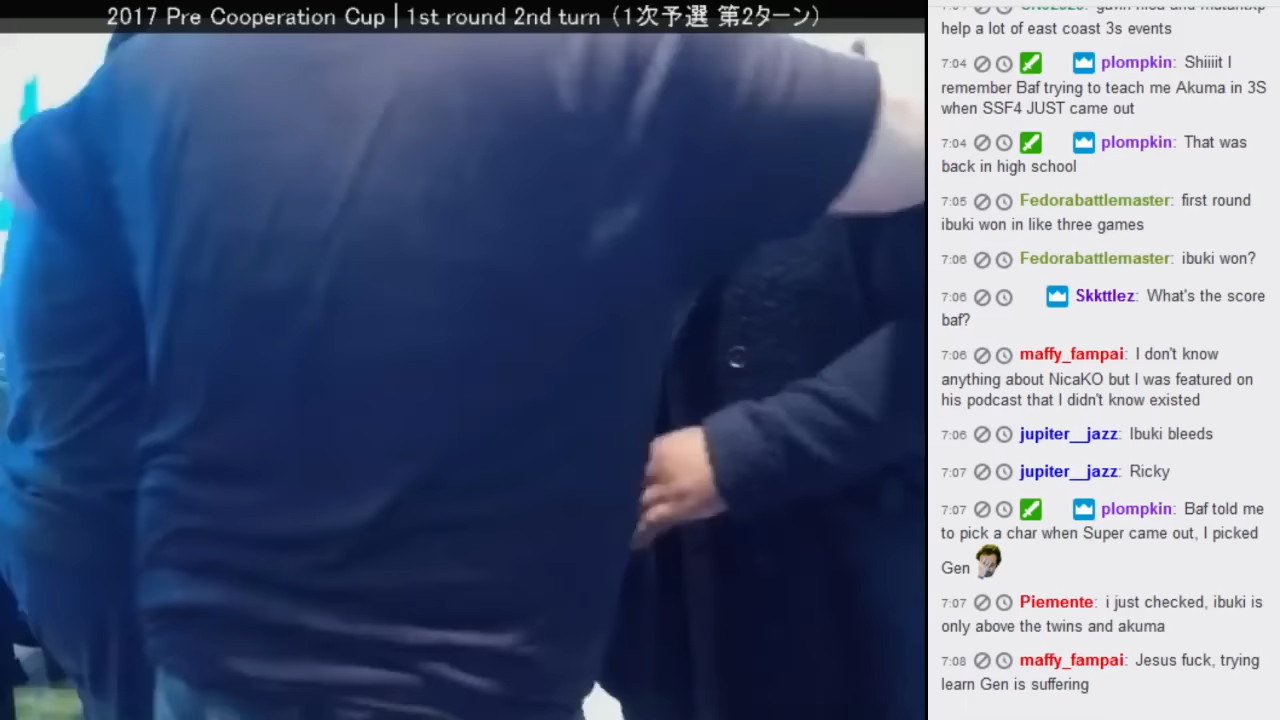 2017 Pre Cooperation Cup | 1st round 2nd turn (1次予選 第2ターン)
help a lot of east coast 3s events
7:04 plompkin: Shiiiit I
remember Baf trying to teach me Akuma in 3S
when SSF4 JUST came out
7:04 plompkin: That was
back in high school
7:05 Fedorabattlemaster: first round
ibuki won in like three games
7:06 Fedorabattlemaster: ibuki won?
7:06 Skkttlez: What's the score
baf?
7:06 maffy_fampai: I don't know
anything about NicaKO but I was featured on
his podcast that I didn't know existed
7:06 jupiter__jazz: Ibuki bleeds
7:07 jupiter__jazz: Ricky
7:07 plompkin: Baf told me
to pick a char when Super came out, I picked
Gen
7:07 Piemente: i just checked, ibuki is
only above the twins and akuma
7:08 maffy_fampai: Jesus fuck, trying
learn Gen is suffering